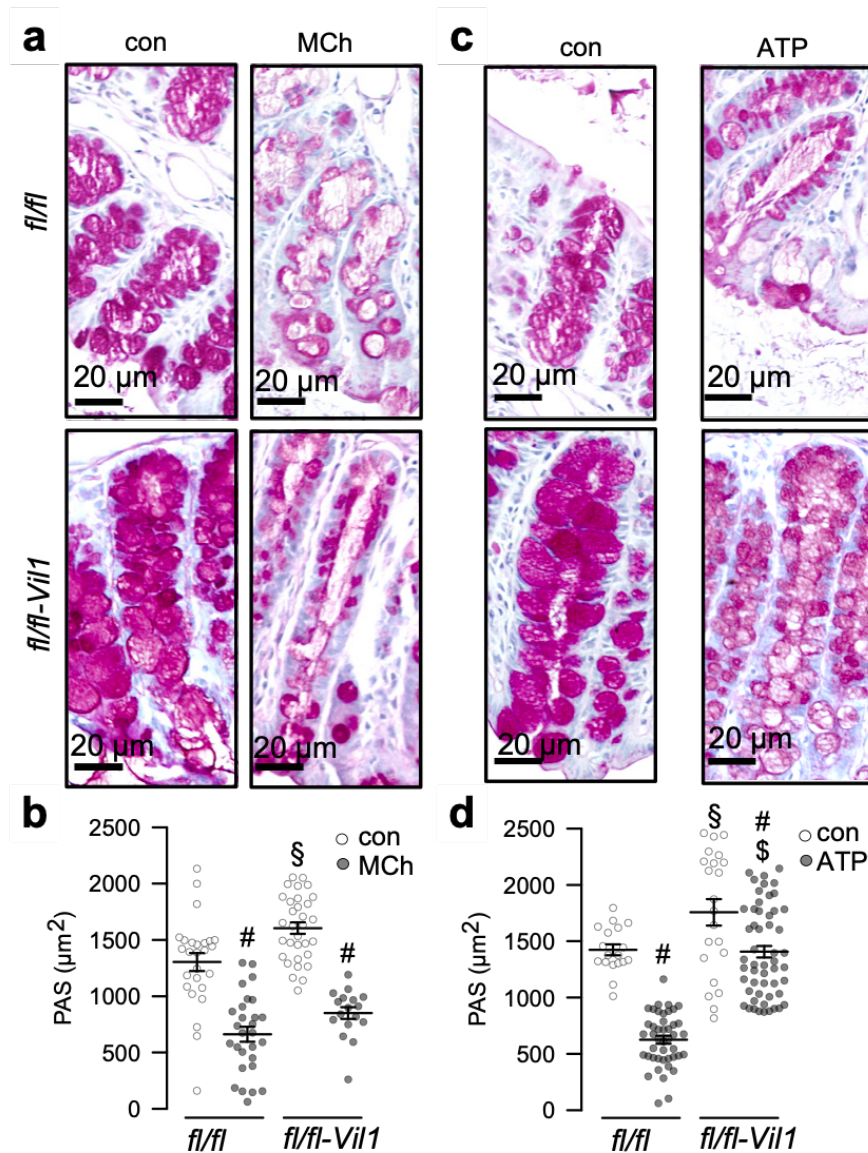 a
con
MCh
c
con
ATP
fl/fl
20 µm
20 µm
20 µm
20 µm
fl/fl-Vil1
20 µm
20 µm
20 µm
20 µm
b
2500
2000
1500
1000
500
0
PAS (µm²)
con
MCh
#
§
#
fl/fl
fl/fl-Vil1
d
2500
2000
1500
1000
500
0
PAS (µm²)
con
ATP
#
§
#
$
fl/fl
fl/fl-Vil1